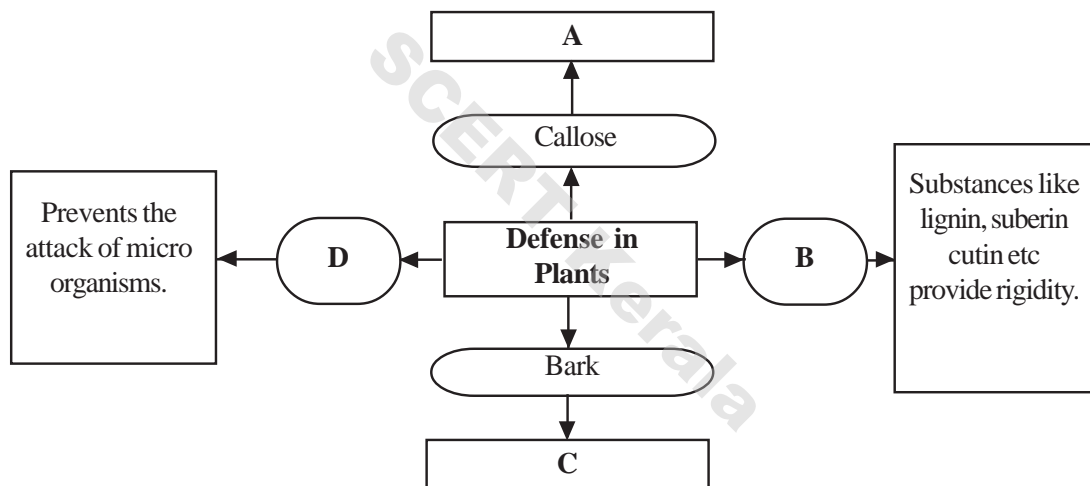 A
Callose
Prevents the
attack of micro
organisms.
D
Defense in
Plants
B
Substances like
lignin, suberin
cutin etc
provide rigidity.
Bark
C
SCERT Kerala